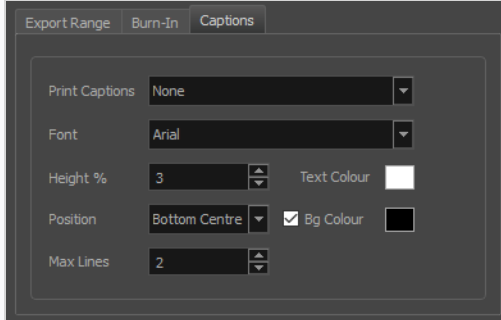 Export Range Burn-In Captions
Print Captions None
Font Arial
Height % 3 Text Colour
Position Bottom Centre Bg Colour
Max Lines 2